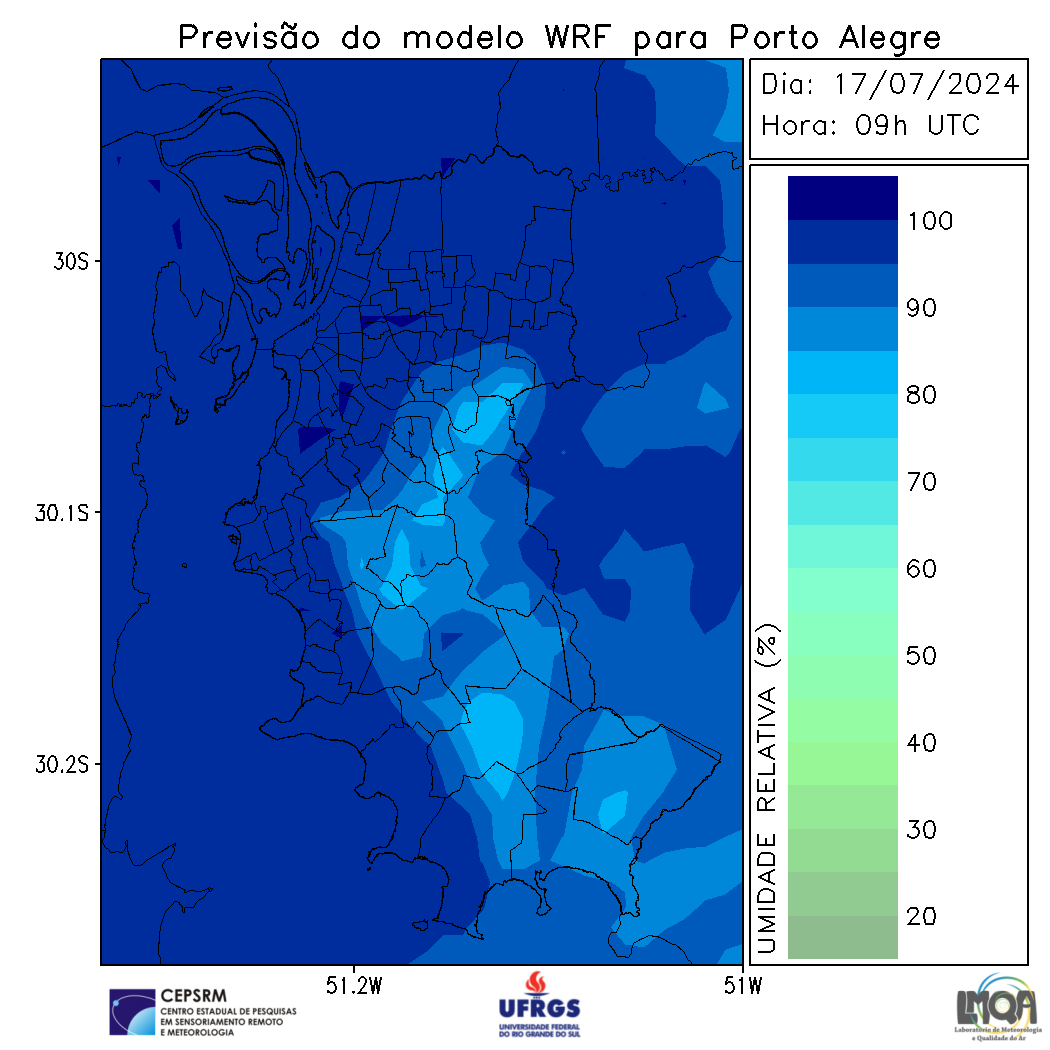 Previsão do modelo WRF para Porto Alegre
Dia: 17/07/2024
Hora: 09h UTC
30S
30.1S
30.2S
51.2W
51W
100
90
80
70
60
50
40
30
20
UMIDADE RELATIVA (%)
CEPSRM
CENTRO ESTADUAL DE PESQUISAS
EM SENSORIAMENTO REMOTO
E METEOROLOGIA
UFRGS
UNIVERSIDADE FEDERAL
DO RIO GRANDE DO SUL
LMQA
Laboratório de Meteorologia
e Qualidade do Ar